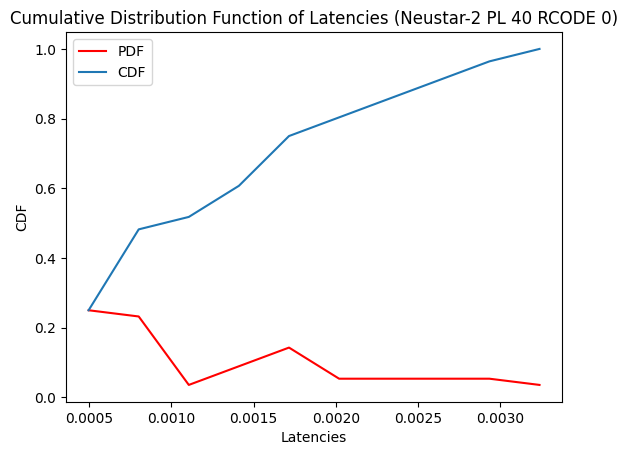 Cumulative Distribution Function of Latencies (Neustar-2 PL 40 RCODE 0)
PDF
CDF
1.0
0.8
0.6
0.4
0.2
0.0
CDF
0.0005
0.0010
0.0015
0.0020
0.0025
0.0030
Latencies